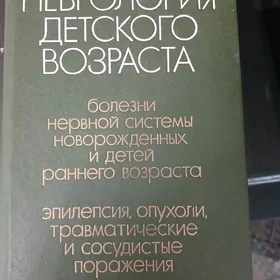 НЕВРОЛОГИЯ
ДЕТСКОГО
ВОЗРАСТА
болезни
нервной системы
новорожденных
и детей
раннего возраста
эпилепсия, опухоли,
травматические
и сосудистые
поражения